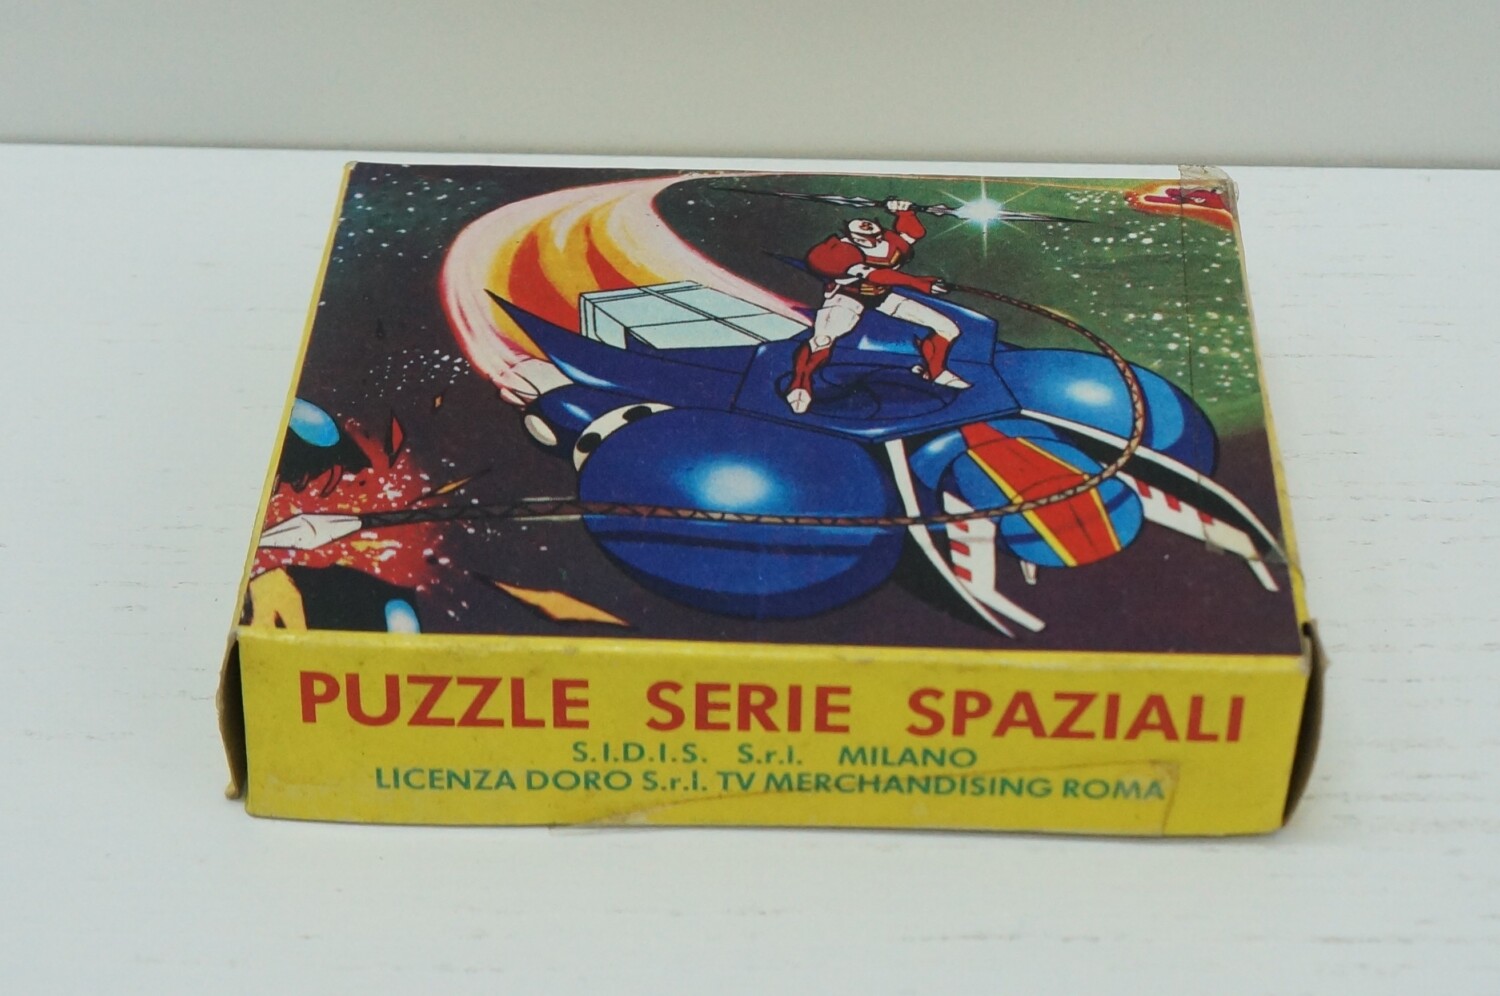 PUZZLE SERIE SPAZIALI
S.I.D.I.S. S.r.l. MILANO
LICENZA DORO S.r.l. TV MERCHANDISING ROMA